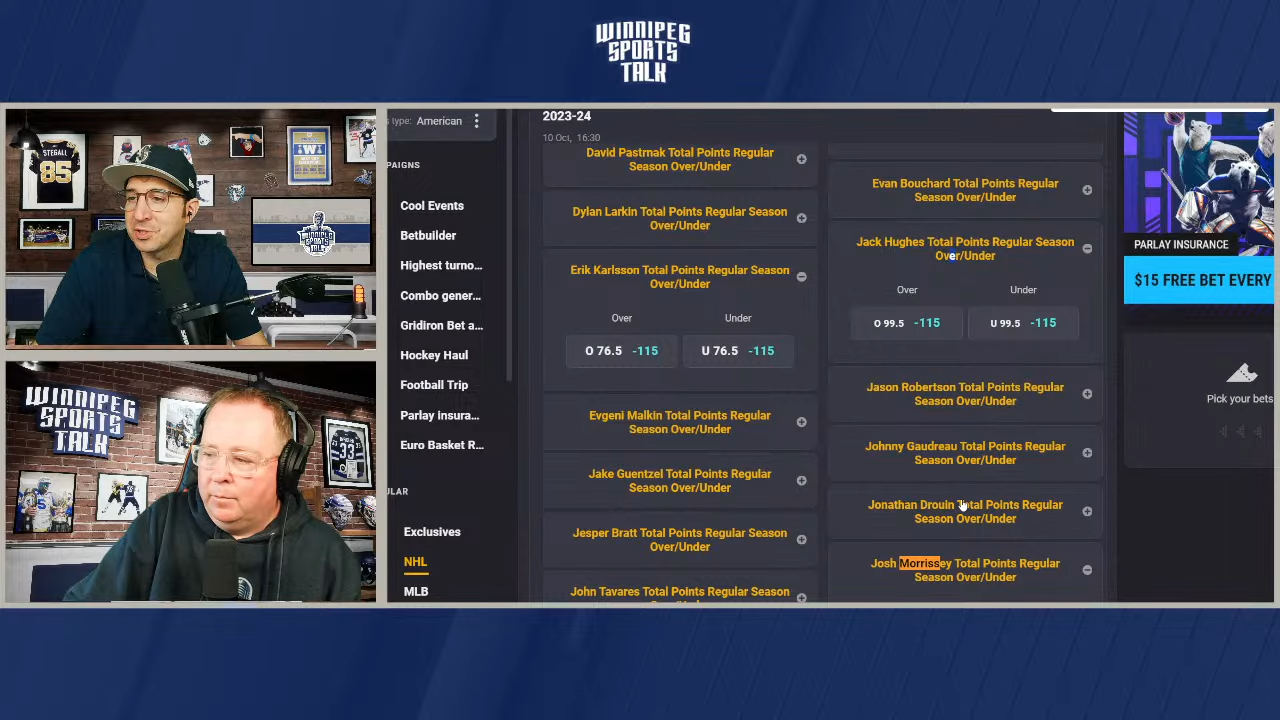 WINNIPEG
SPORTS
TALK
STEGALL
85
W
WINNIPEG
SPORTS
TALK
WINNIPEG
SPORTS
TALK
33
type: American
PAIGNS
Cool Events
Betbuilder
Highest turno...
Combo gener...
Gridiron Bet a...
Hockey Haul
Football Trip
Parlay insura...
Euro Basket R...
ULAR
Exclusives
NHL
MLB
2023-24
10 Oct, 16:30
David Pastrnak Total Points Regular
Season Over/Under
Dylan Larkin Total Points Regular Season
Over/Under
Erik Karlsson Total Points Regular Season
Over/Under
Over
Under
O 76.5 -115
U 76.5 -115
Evgeni Malkin Total Points Regular
Season Over/Under
Jake Guentzel Total Points Regular
Season Over/Under
Jesper Bratt Total Points Regular Season
Over/Under
John Tavares Total Points Regular Season
Evan Bouchard Total Points Regular
Season Over/Under
Jack Hughes Total Points Regular Season
Over/Under
Over
Under
O 99.5 -115
U 99.5 -115
Jason Robertson Total Points Regular
Season Over/Under
Johnny Gaudreau Total Points Regular
Season Over/Under
Jonathan Drouin Total Points Regular
Season Over/Under
Josh Morrissey Total Points Regular
Season Over/Under
PARLAY INSURANCE
$15 FREE BET EVERY
Pick your bets